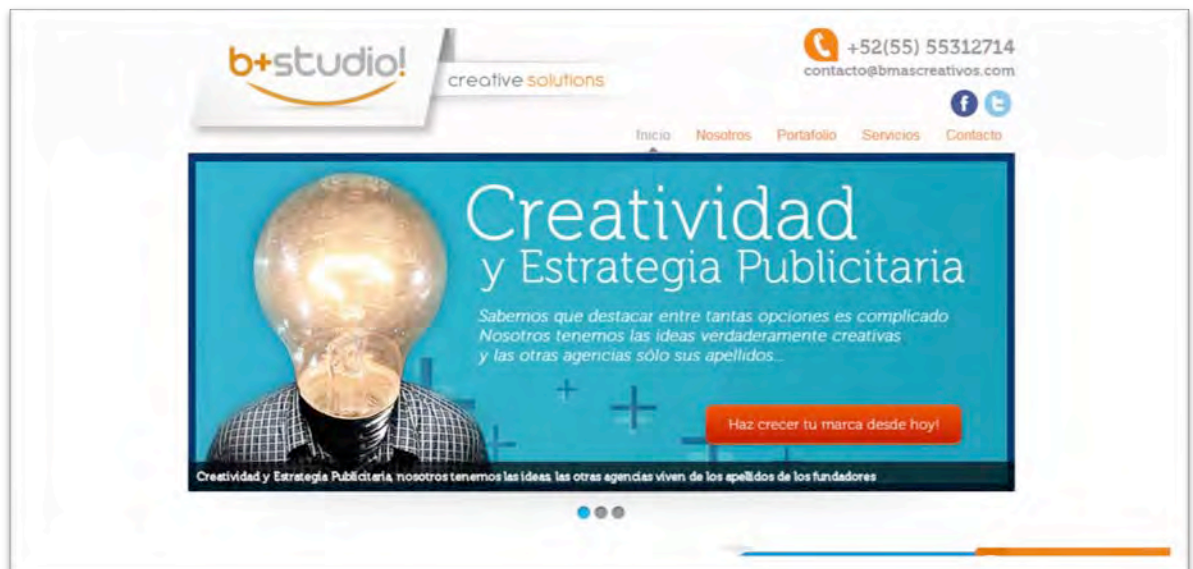 b+studio!
creative solutions
+52(55) 55312714
contacto@bmascreativos.com
Inicio Nosotros Portafolio Servicios Contacto
Creatividad
y Estrategia Publicitaria
Sabemos que destacar entre tantas opciones es complicado
Nosotros tenemos las ideas verdaderamente creativas
y las otras agencias sólo sus apellidos...
Haz crecer tu marca desde hoy!
Creatividad y Estrategia Publicitaria, nosotros tenemos las ideas, las otras agencias viven de los apellidos de los fundadores